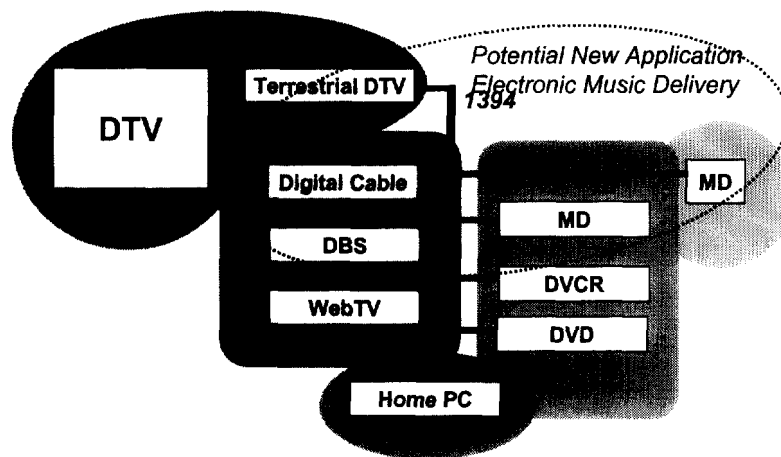 Potential New Application
Electronic Music Delivery
Terrestrial DTV
1394
DTV
Digital Cable
MD
MD
DBS
DVCR
WebTV
DVD
Home PC